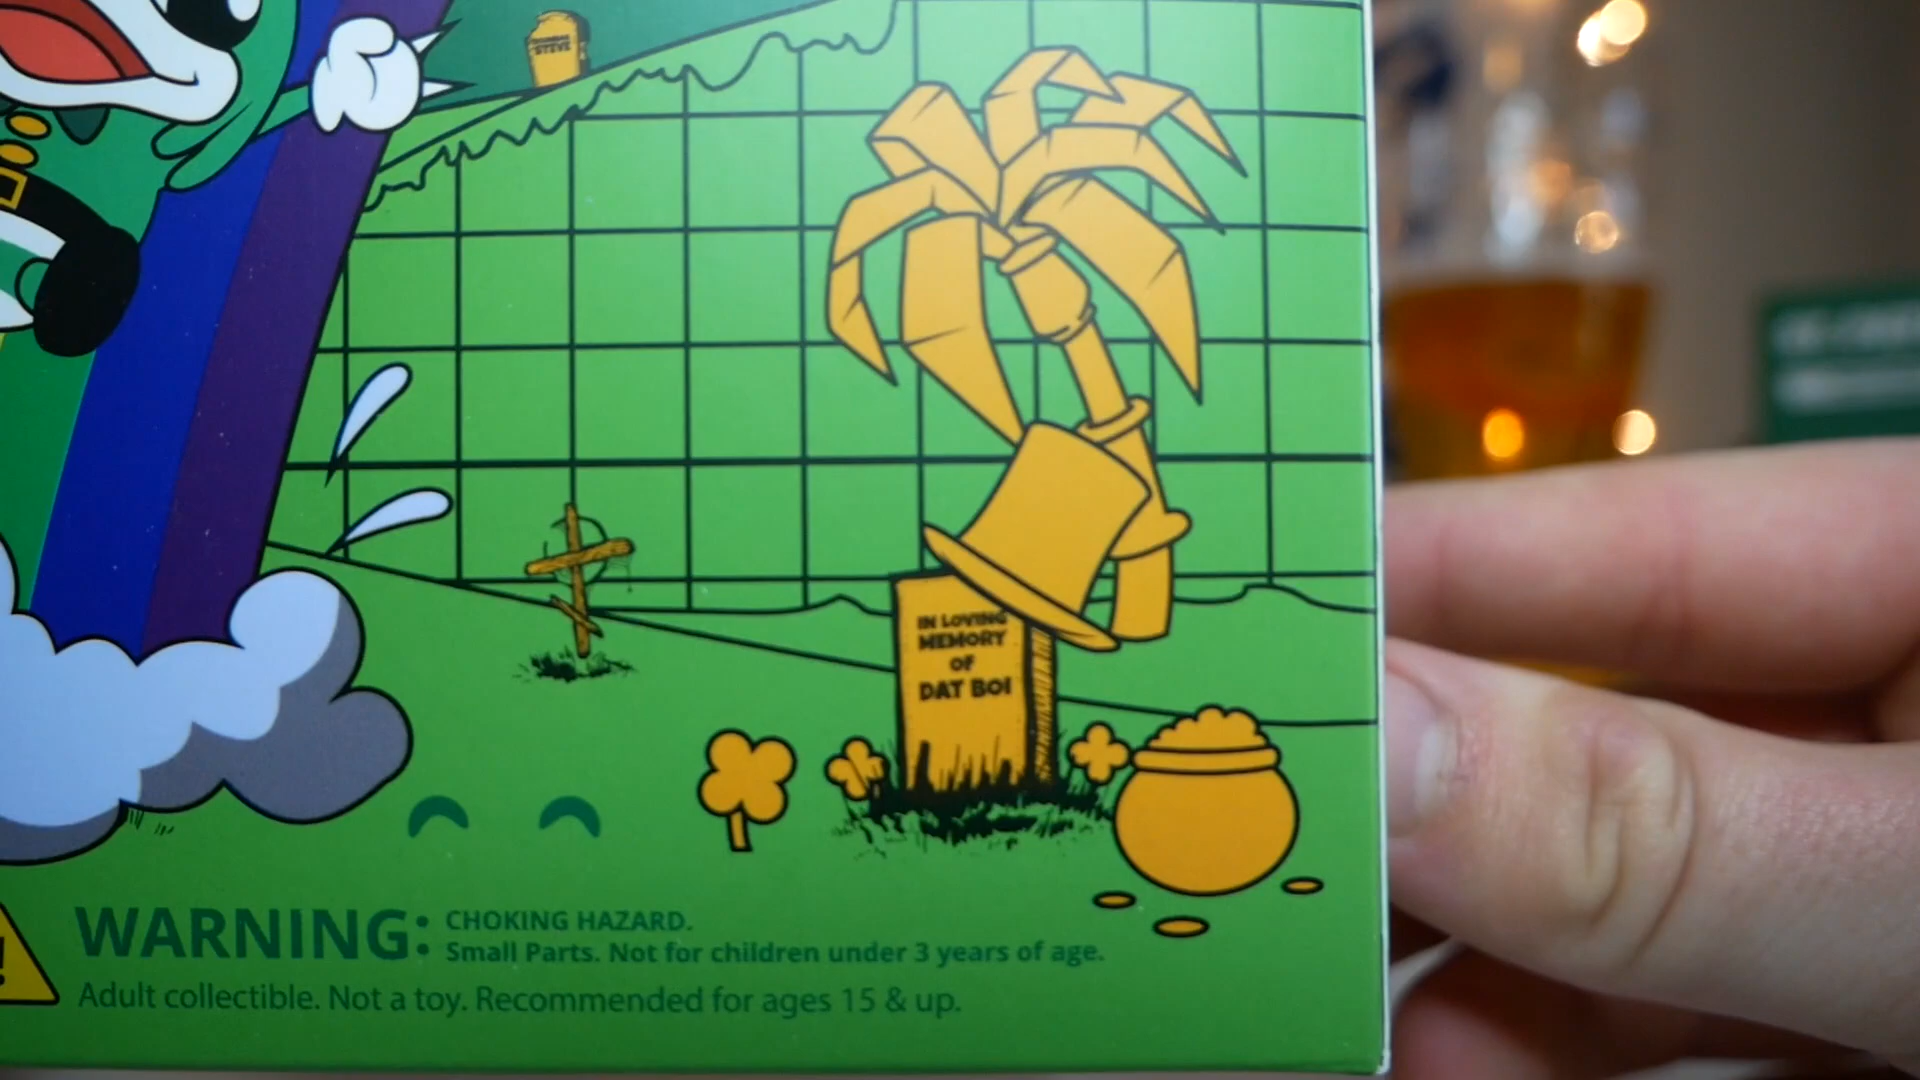 STEVE
IN LOVING
MEMORY
OF
DAT BOI
!
WARNING: CHOKING HAZARD.
Small Parts. Not for children under 3 years of age.
Adult collectible. Not a toy. Recommended for ages 15 & up.